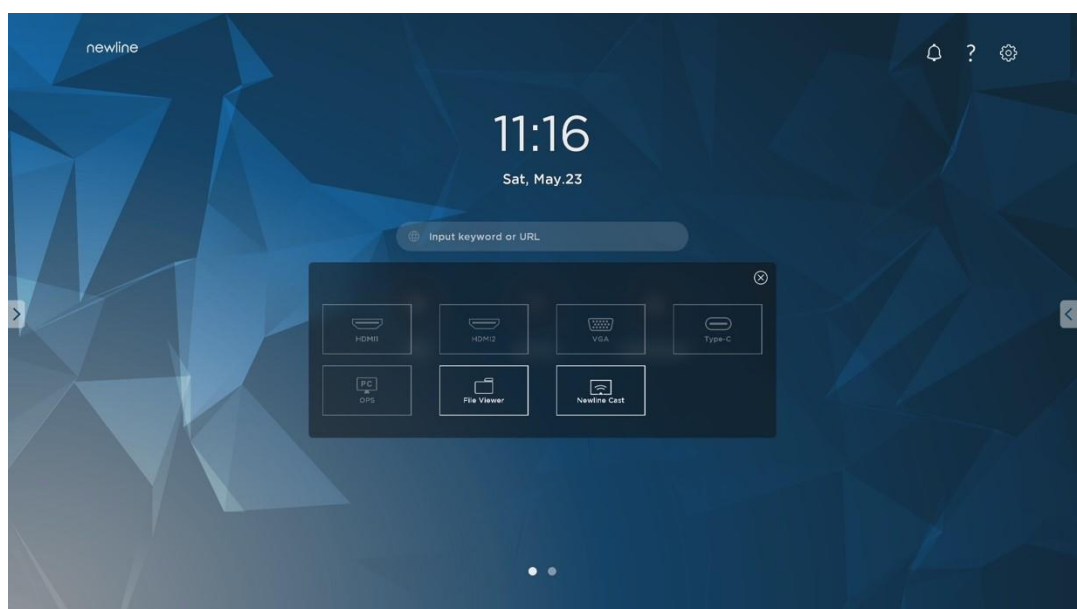 newline
?
11:16
Sat, May.23
Input keyword or URL
HDMI1
HDMI2
VGA
Type-C
PC
OPS
File Viewer
Newline Cast